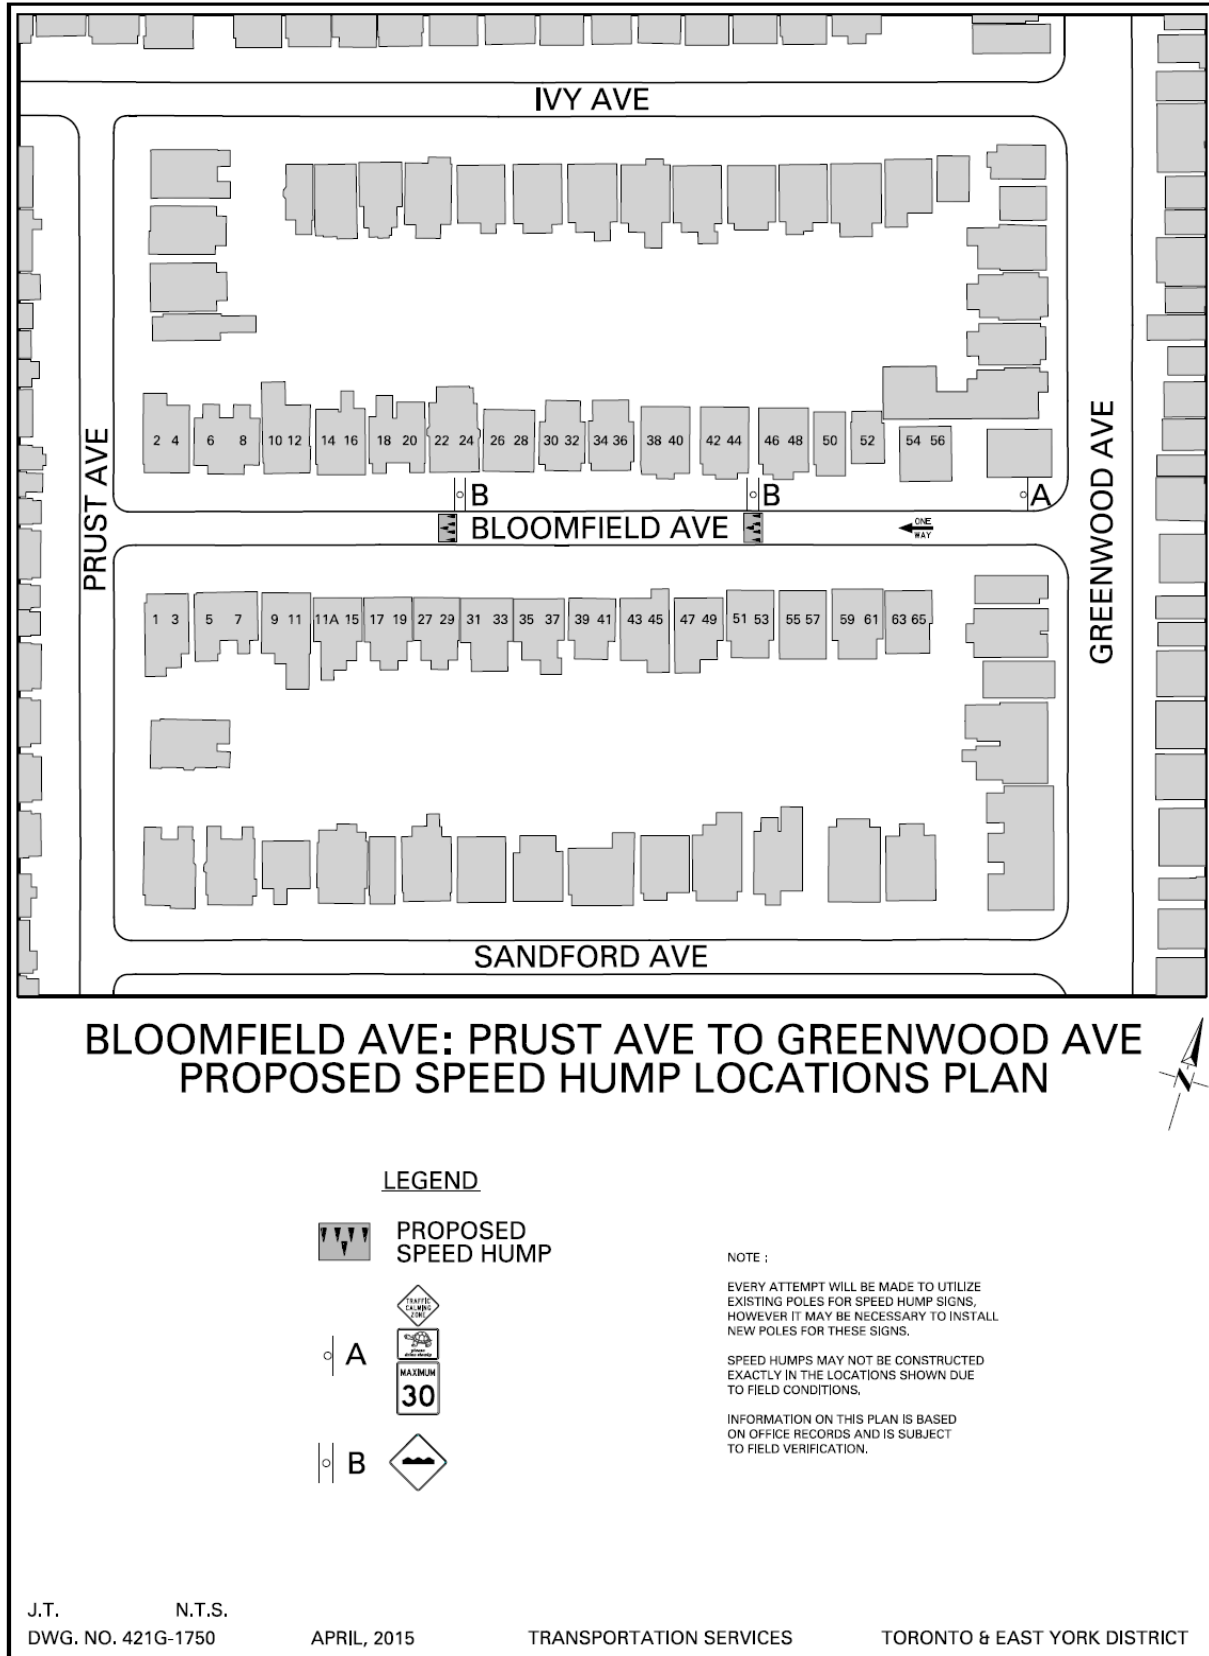 IVY AVE
PRUST AVE
GREENWOOD AVE
2 4 6 8 10 12 14 16 18 20 22 24 26 28 30 32 34 36 38 40 42 44 46 48 50 52 54 56
B B A
BLOOMFIELD AVE
ONE
WAY
1 3 5 7 9 11 11A 15 17 19 27 29 31 33 35 37 39 41 43 45 47 49 51 53 55 57 59 61 63 65
SANDFORD AVE
BLOOMFIELD AVE: PRUST AVE TO GREENWOOD AVE
PROPOSED SPEED HUMP LOCATIONS PLAN
N
LEGEND
PROPOSED
SPEED HUMP
TRAFFIC
CALMING
ZONE
please
drive slowly
A
MAXIMUM
30
B
NOTE :
EVERY ATTEMPT WILL BE MADE TO UTILIZE
EXISTING POLES FOR SPEED HUMP SIGNS,
HOWEVER IT MAY BE NECESSARY TO INSTALL
NEW POLES FOR THESE SIGNS.
SPEED HUMPS MAY NOT BE CONSTRUCTED
EXACTLY IN THE LOCATIONS SHOWN DUE
TO FIELD CONDITIONS.
INFORMATION ON THIS PLAN IS BASED
ON OFFICE RECORDS AND IS SUBJECT
TO FIELD VERIFICATION.
J.T. N.T.S.
DWG. NO. 421G-1750 APRIL, 2015 TRANSPORTATION SERVICES TORONTO & EAST YORK DISTRICT